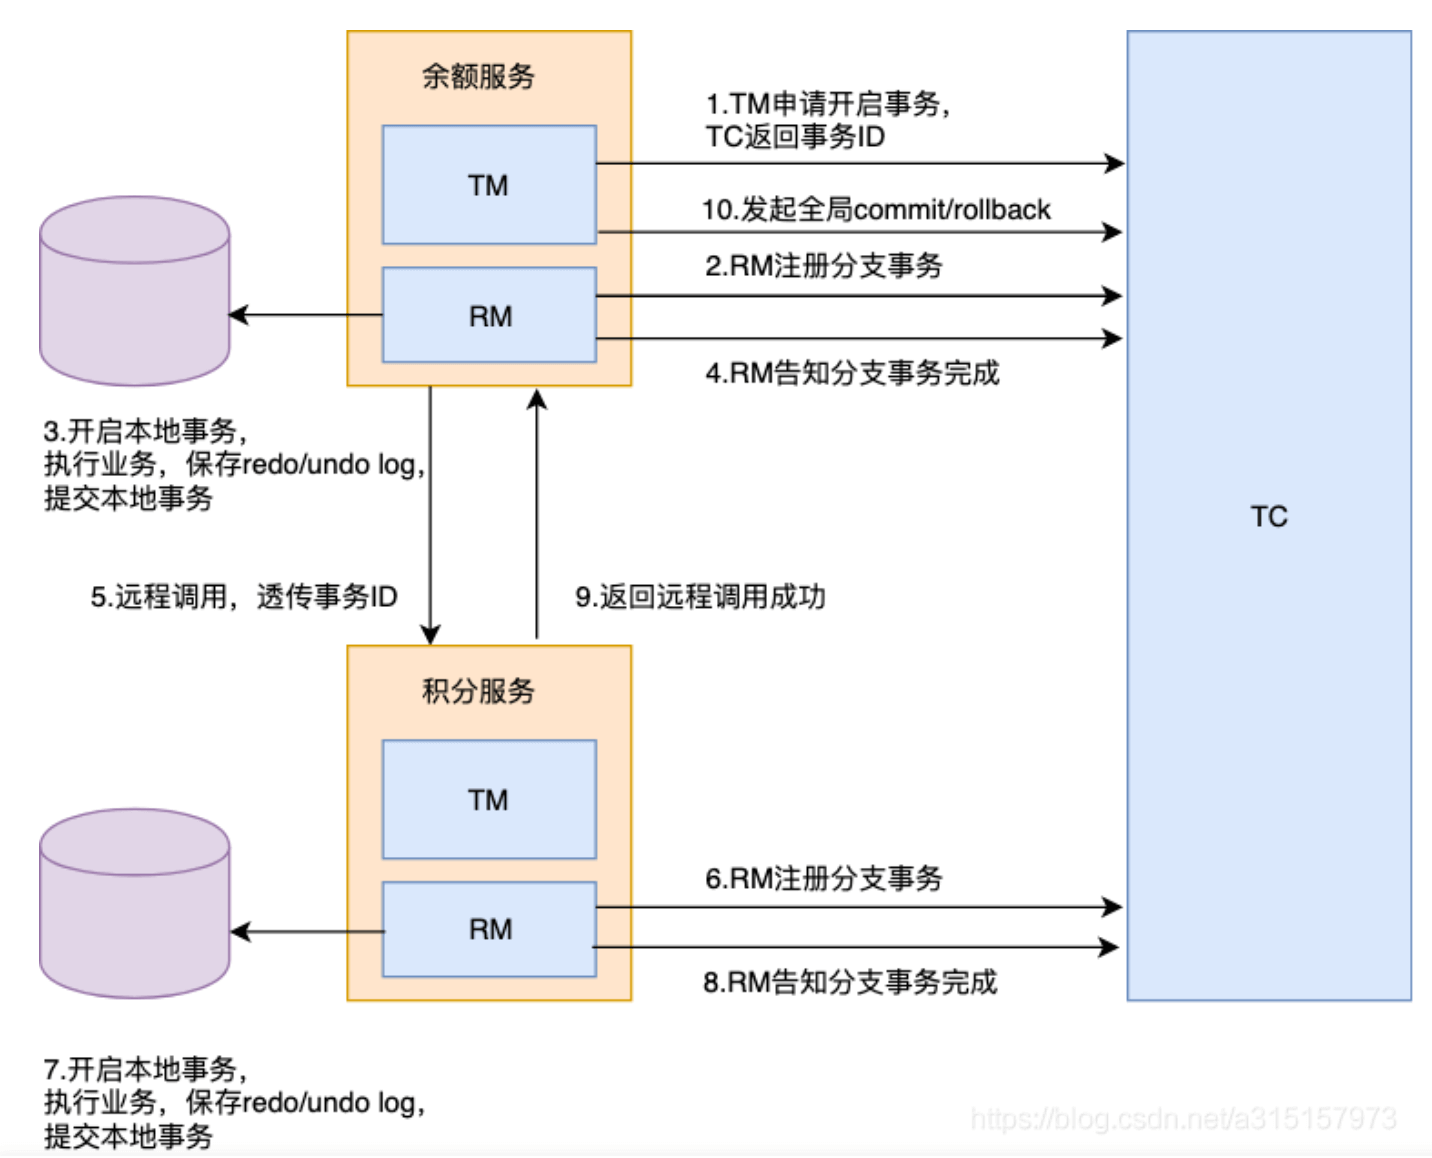 余额服务
1.TM申请开启事务，
TC返回事务ID
TM
10.发起全局commit/rollback
2.RM注册分支事务
RM
4.RM告知分支事务完成
3.开启本地事务，
执行业务，保存redo/undo log，
提交本地事务
TC
5.远程调用，透传事务ID
9.返回远程调用成功
积分服务
TM
6.RM注册分支事务
RM
8.RM告知分支事务完成
7.开启本地事务，
执行业务，保存redo/undo log，
提交本地事务
https://blog.csdn.net/a315157973